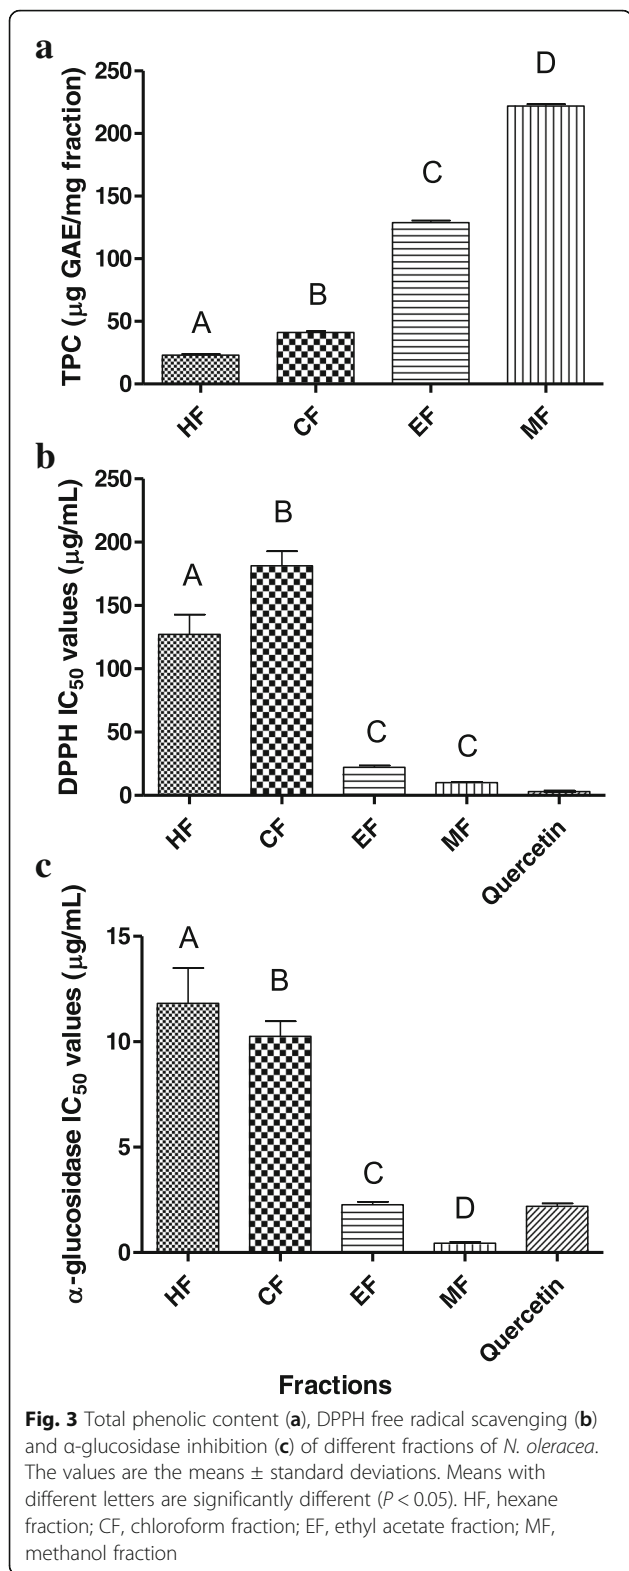 a
TPC (µg GAE/mg fraction)
250
200
150
100
50
0
A
B
C
D
HF
CF
EF
MF
b
DPPH IC50 values (µg/mL)
250
200
150
100
50
0
A
B
C
C
HF
CF
EF
MF
Quercetin
c
α-glucosidase IC50 values (µg/mL)
15
10
5
0
A
B
C
D
HF
CF
EF
MF
Quercetin
Fractions
Fig. 3 Total phenolic content (a), DPPH free radical scavenging (b)
and α-glucosidase inhibition (c) of different fractions of N. oleracea.
The values are the means ± standard deviations. Means with
different letters are significantly different (P < 0.05). HF, hexane
fraction; CF, chloroform fraction; EF, ethyl acetate fraction; MF,
methanol fraction